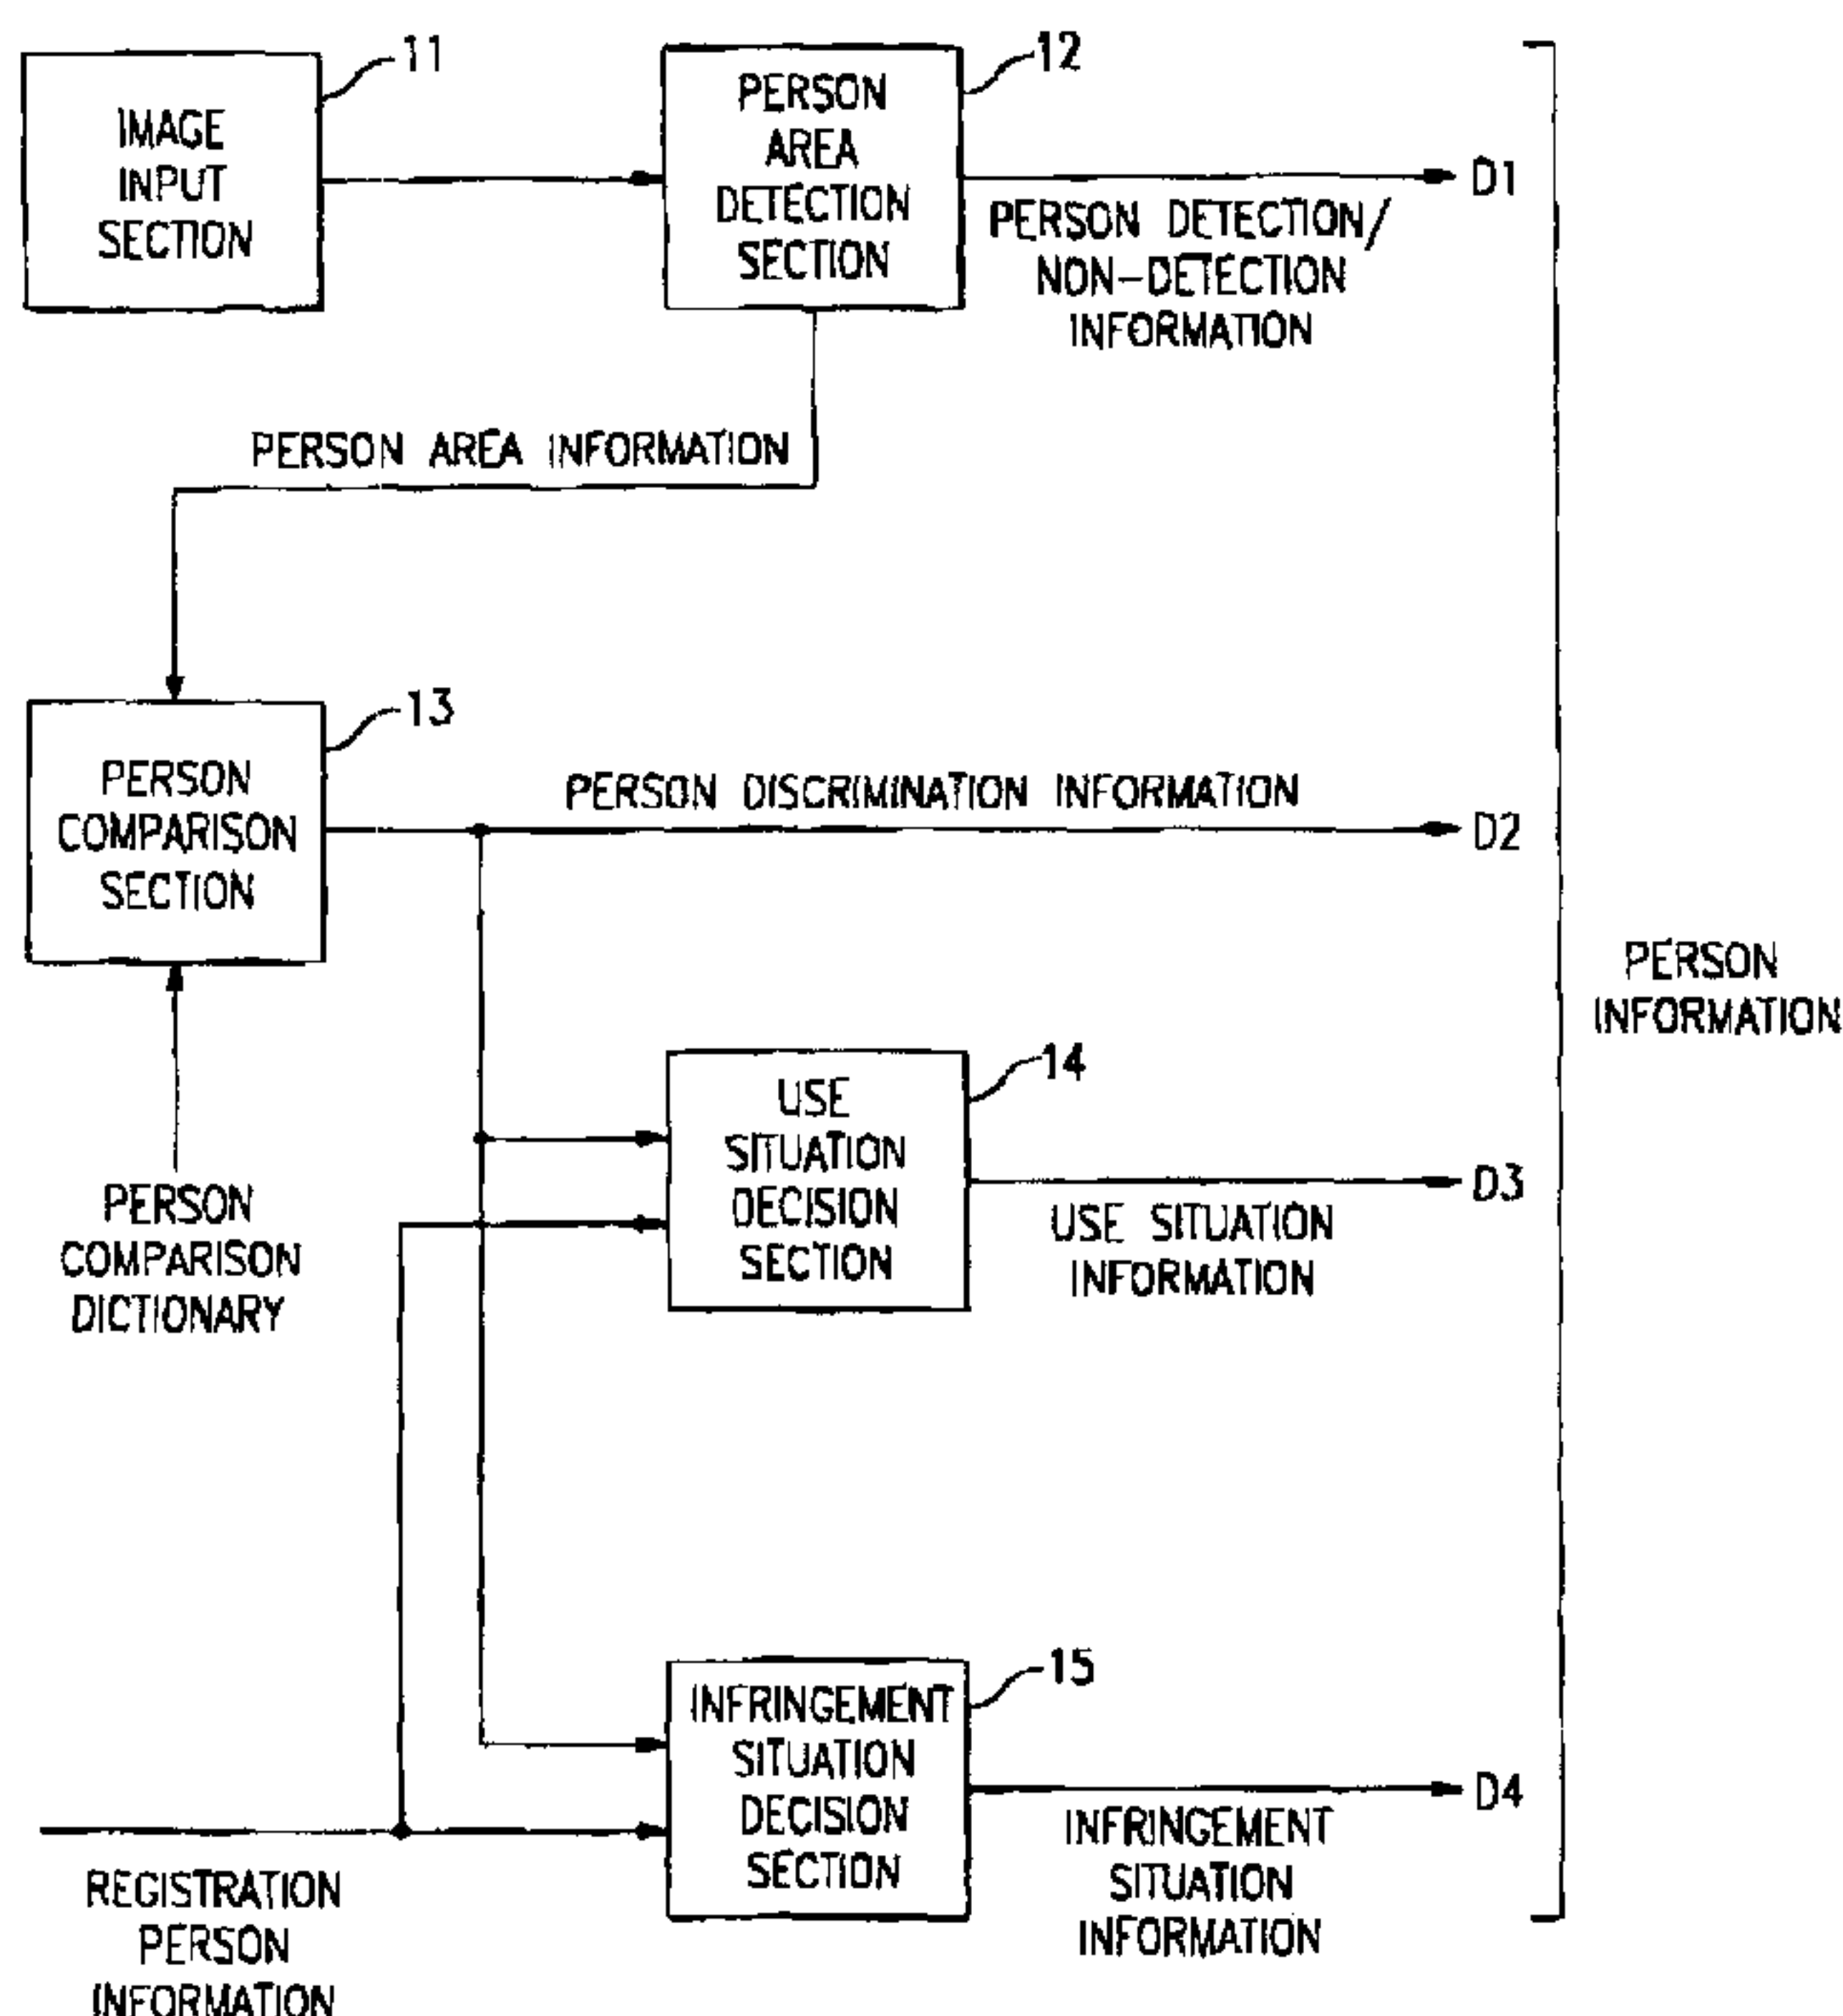 11
IMAGE
INPUT
SECTION
12
PERSON
AREA
DETECTION
SECTION
D1
PERSON DETECTION/
NON-DETECTION
INFORMATION
PERSON AREA INFORMATION
13
PERSON
COMPARISON
SECTION
PERSON DISCRIMINATION INFORMATION
D2
PERSON
INFORMATION
PERSON
COMPARISON
DICTIONARY
14
USE
SITUATION
DECISION
SECTION
D3
USE SITUATION
INFORMATION
15
INFRINGEMENT
SITUATION
DECISION
SECTION
D4
INFRINGEMENT
SITUATION
INFORMATION
REGISTRATION
PERSON
INFORMATION